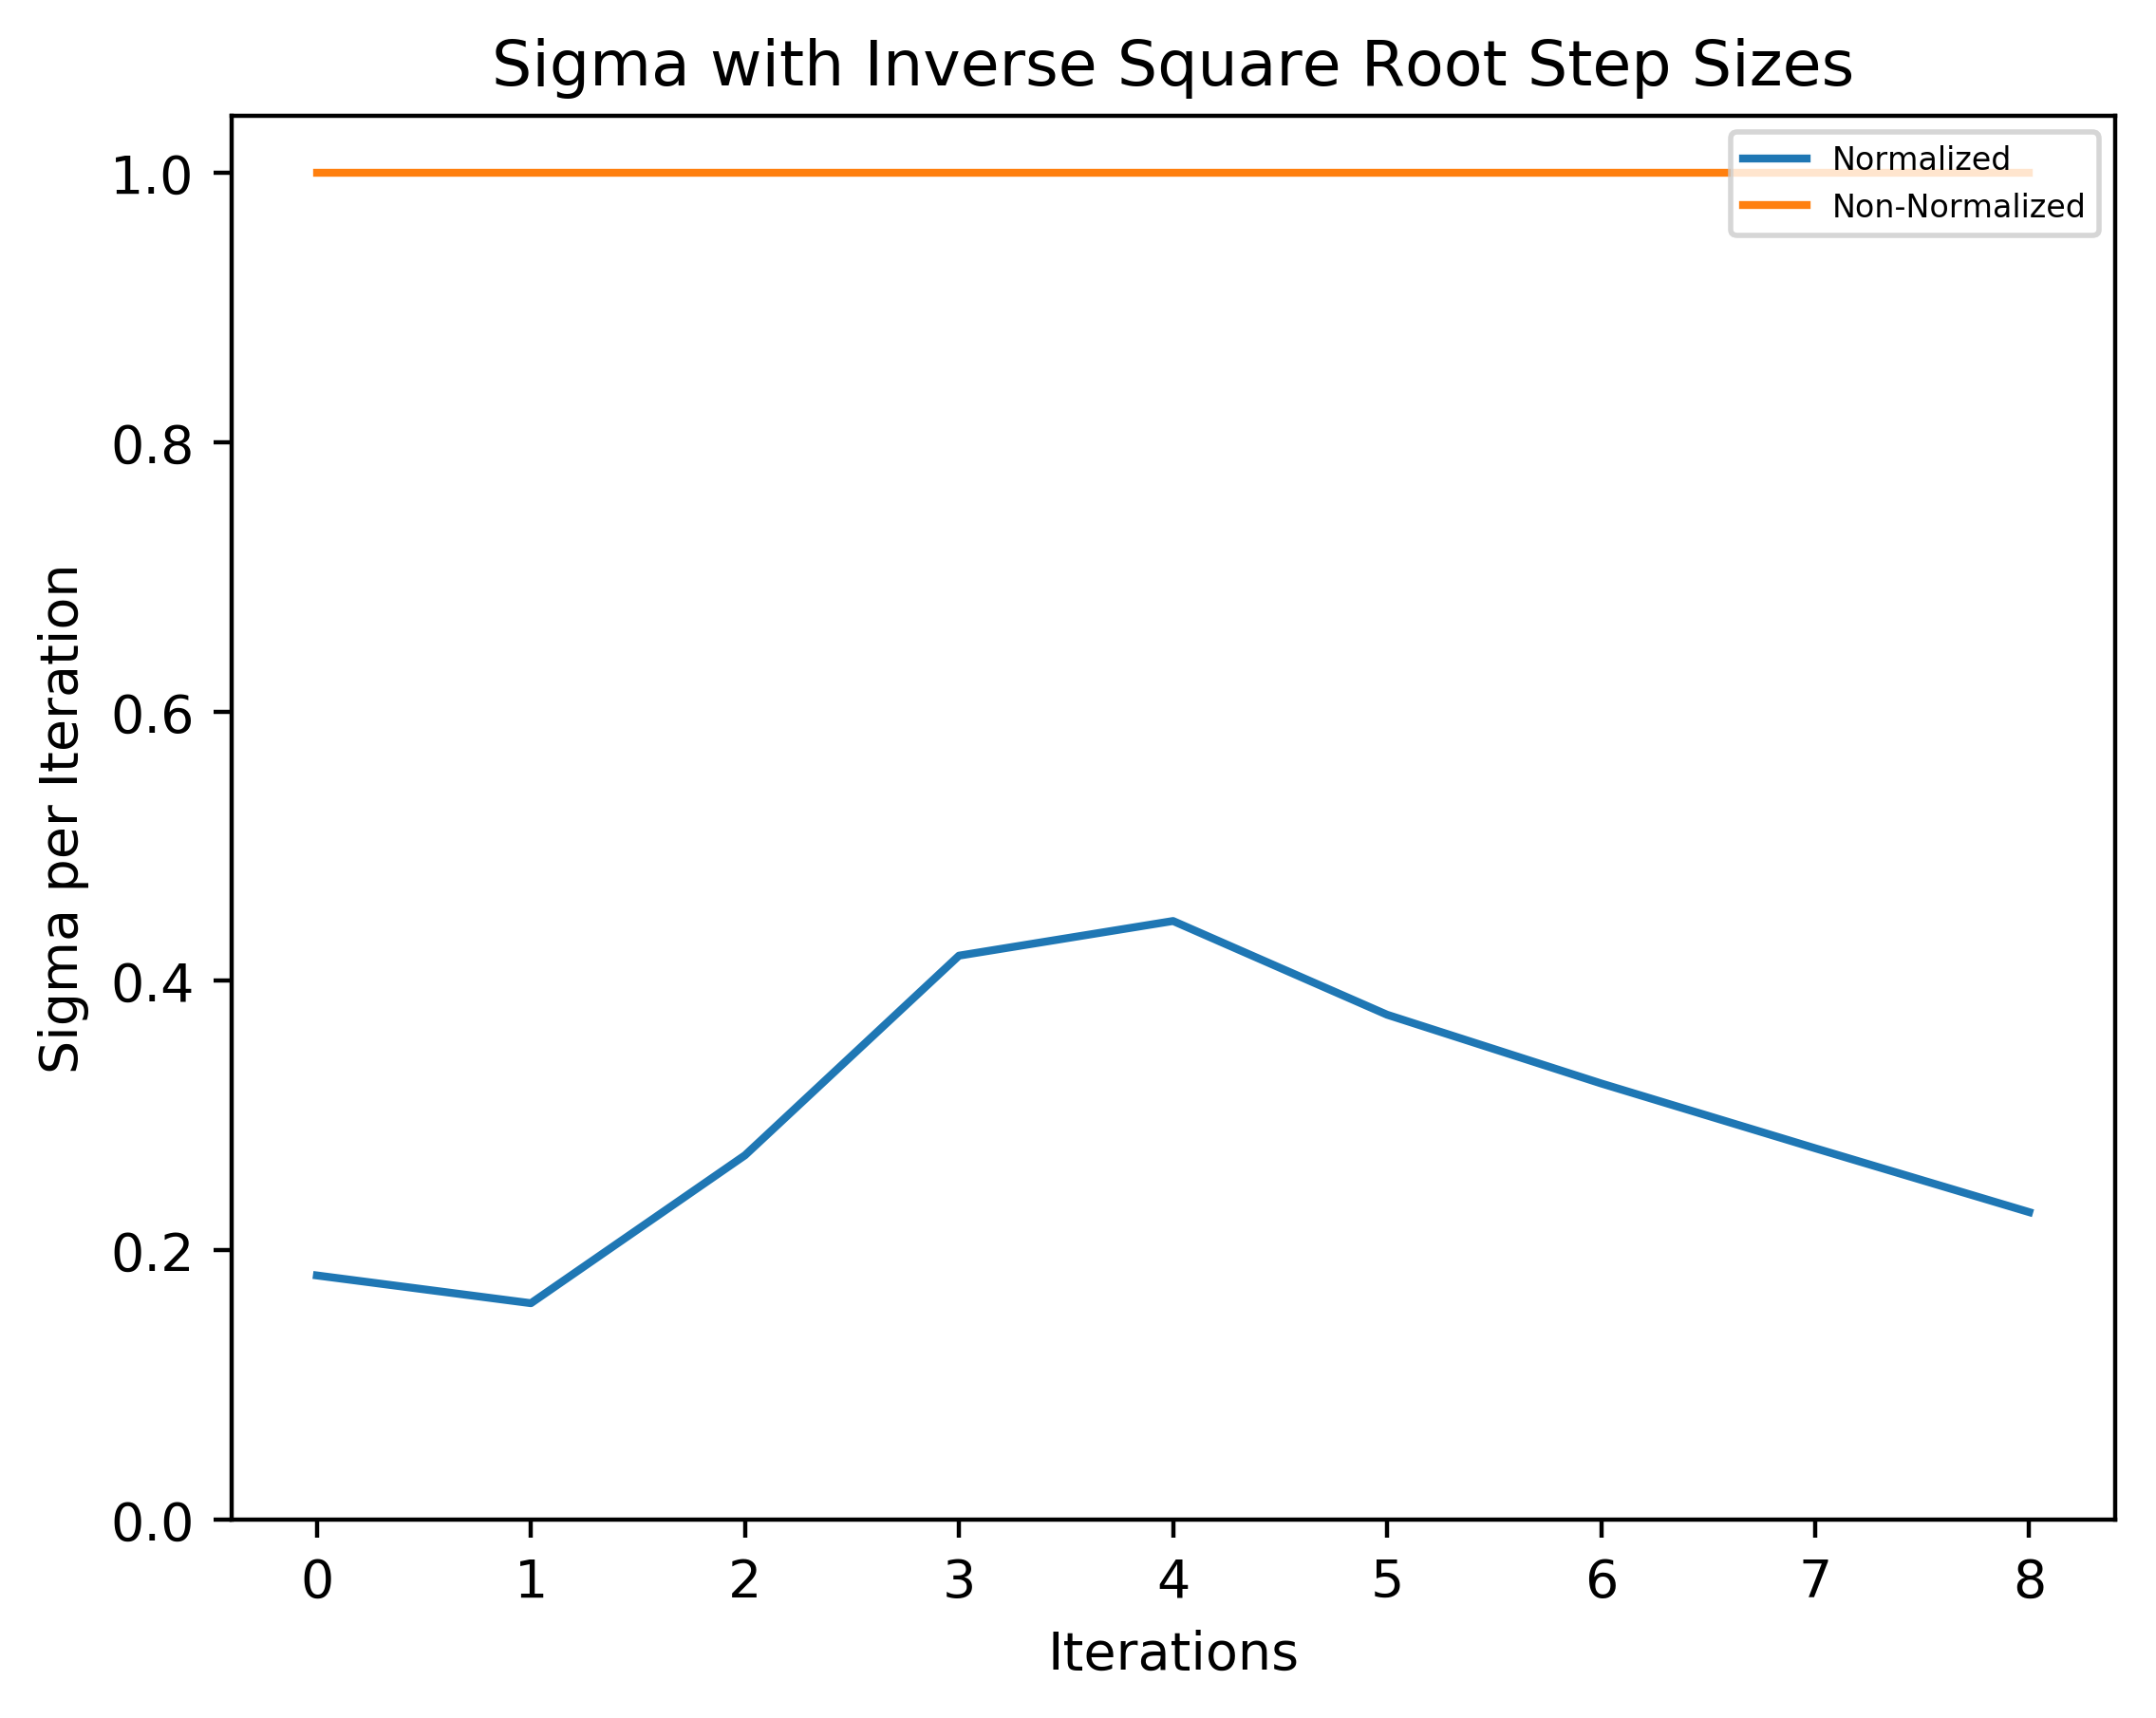 Sigma with Inverse Square Root Step Sizes
Normalized
Non-Normalized
Sigma per Iteration
1.0
0.8
0.6
0.4
0.2
0.0
0 1 2 3 4 5 6 7 8
Iterations